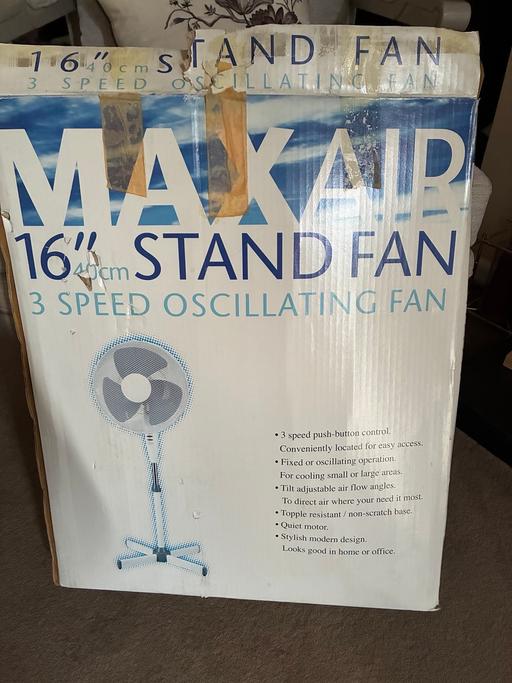 16" 40cm STAND FAN
3 SPEED OSCILLATING FAN
MAXAIR
16" 40cm STAND FAN
3 SPEED OSCILLATING FAN
• 3 speed push-button control.
Conveniently located for easy access.
• Fixed or oscillating operation.
For cooling small or large areas.
• Tilt adjustable air flow angles.
To direct air where your need it most.
• Topple resistant / non-scratch base.
• Quiet motor.
• Stylish modern design.
Looks good in home or office.